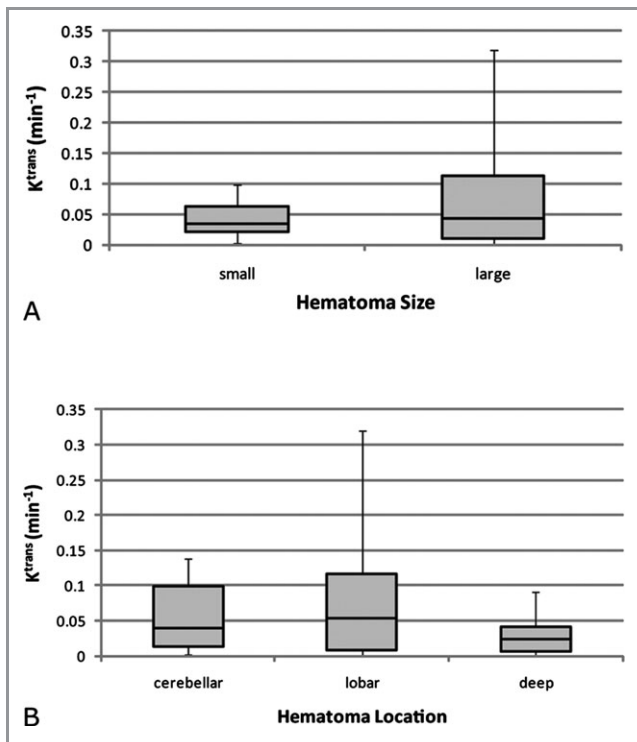 0.35
0.3
0.25
0.2
0.15
0.1
0.05
0
K^trans (min^-1)
small large
Hematoma Size
A
0.35
0.3
0.25
0.2
0.15
0.1
0.05
0
K^trans (min^-1)
cerebellar lobar deep
Hematoma Location
B